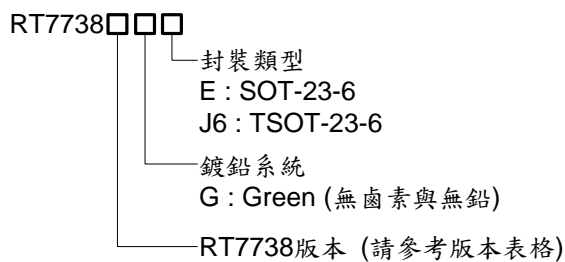 RT7738□□□
封裝類型
E : SOT-23-6
J6 : TSOT-23-6
鍍鉛系統
G : Green (無鹵素與無鉛)
RT7738版本 (請參考版本表格)